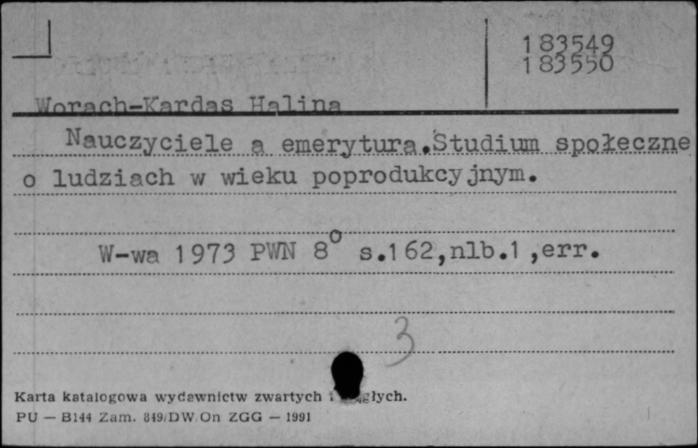 183549
183550
Worach-Kardas Halina
Nauczyciele a emerytura.Studium społeczne
o ludziach w wieku poprodukcyjnym.
W-wa 1973 PWN 8° s.162,nlb.1,err.
3
Karta katalogowa wydawnictw zwartych
PU — B144 Zam. 849/DW/On ZGG — 1991